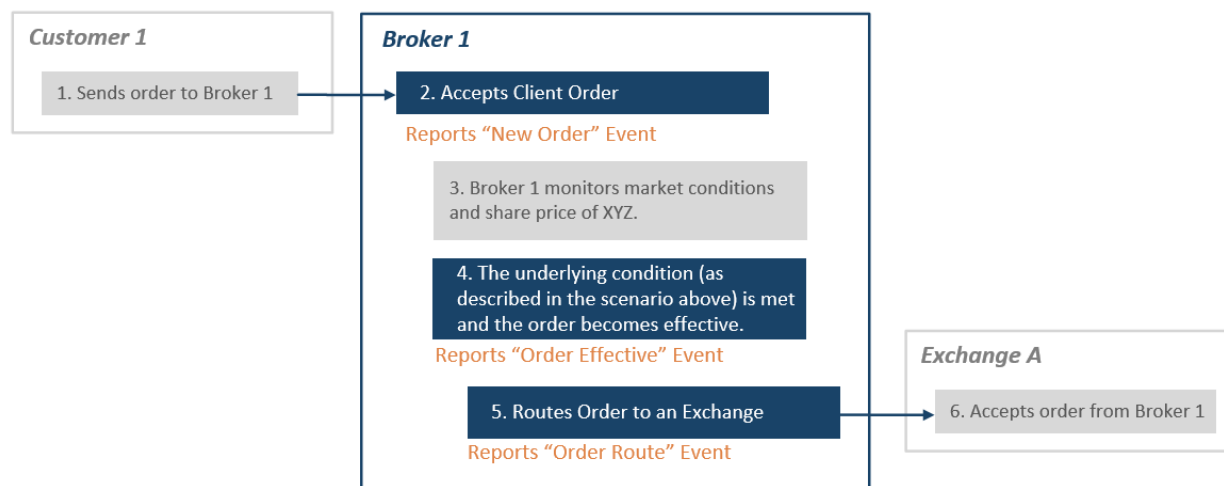 Customer 1
1. Sends order to Broker 1
Broker 1
2. Accepts Client Order
Reports “New Order” Event
3. Broker 1 monitors market conditions
and share price of XYZ.
4. The underlying condition (as
described in the scenario above) is met
and the order becomes effective.
Reports “Order Effective” Event
5. Routes Order to an Exchange
Reports “Order Route” Event
Exchange A
6. Accepts order from Broker 1